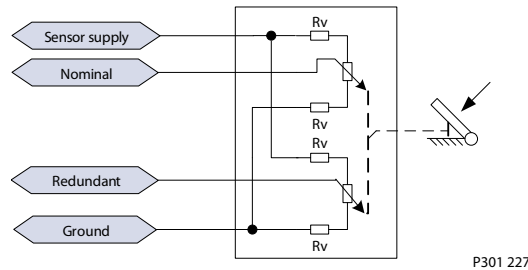 Sensor supply
Rv
Nominal
Rv
Rv
Redundant
Ground
Rv
P301 227